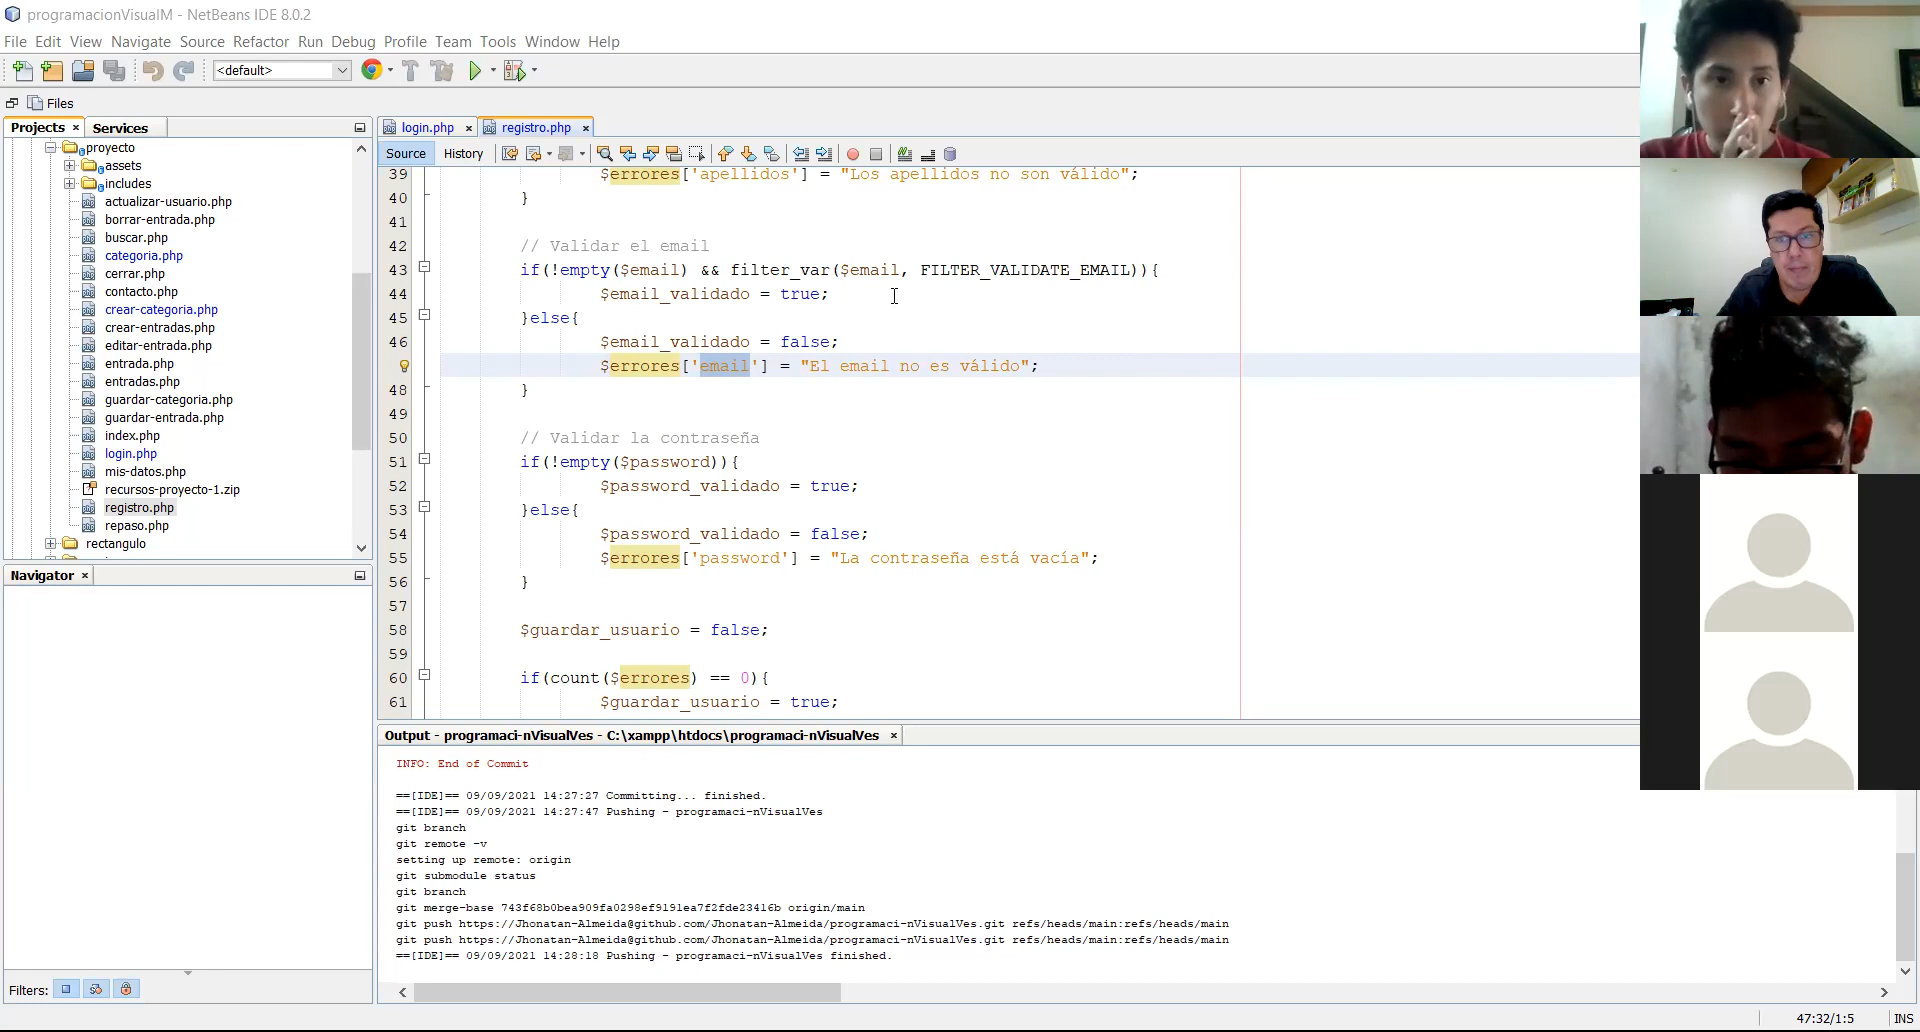 programacionVisualM - NetBeans IDE 8.0.2
File Edit View Navigate Source Refactor Run Debug Profile Team Tools Window Help
<default>
Files
Projects × Services
proyecto
assets
includes
actualizar-usuario.php
borrar-entrada.php
buscar.php
categoria.php
cerrar.php
contacto.php
crear-categoria.php
crear-entradas.php
editar-entrada.php
entrada.php
entradas.php
guardar-categoria.php
guardar-entrada.php
index.php
login.php
mis-datos.php
recursos-proyecto-1.zip
registro.php
repaso.php
rectangulo
Navigator ×
Filters:
login.php × registro.php ×
Source History
39 $errores['apellidos'] = "Los apellidos no son válido";
40 }
41
42 // Validar el email
43 if(!empty($email) && filter_var($email, FILTER_VALIDATE_EMAIL)){
44 $email_validado = true;
45 }else{
46 $email_validado = false;
$errores['email'] = "El email no es válido";
48 }
49
50 // Validar la contraseña
51 if(!empty($password)){
52 $password_validado = true;
53 }else{
54 $password_validado = false;
55 $errores['password'] = "La contraseña está vacía";
56 }
57
58 $guardar_usuario = false;
59
60 if(count($errores) == 0){
61 $guardar_usuario = true;
Output - programaci-nVisualVes - C:\xampp\htdocs\programaci-nVisualVes ×
INFO: End of Commit
==[IDE]== 09/09/2021 14:27:27 Committing... finished.
==[IDE]== 09/09/2021 14:27:47 Pushing - programaci-nVisualVes
git branch
git remote -v
setting up remote: origin
git submodule status
git branch
git merge-base 743f68b0bea909fa0298ef9191ea7f2fde23416b origin/main
git push https://Jhonatan-Almeida@github.com/Jhonatan-Almeida/programaci-nVisualVes.git refs/heads/main:refs/heads/main
git push https://Jhonatan-Almeida@github.com/Jhonatan-Almeida/programaci-nVisualVes.git refs/heads/main:refs/heads/main
==[IDE]== 09/09/2021 14:28:18 Pushing - programaci-nVisualVes finished.
47:32/1:5 INS